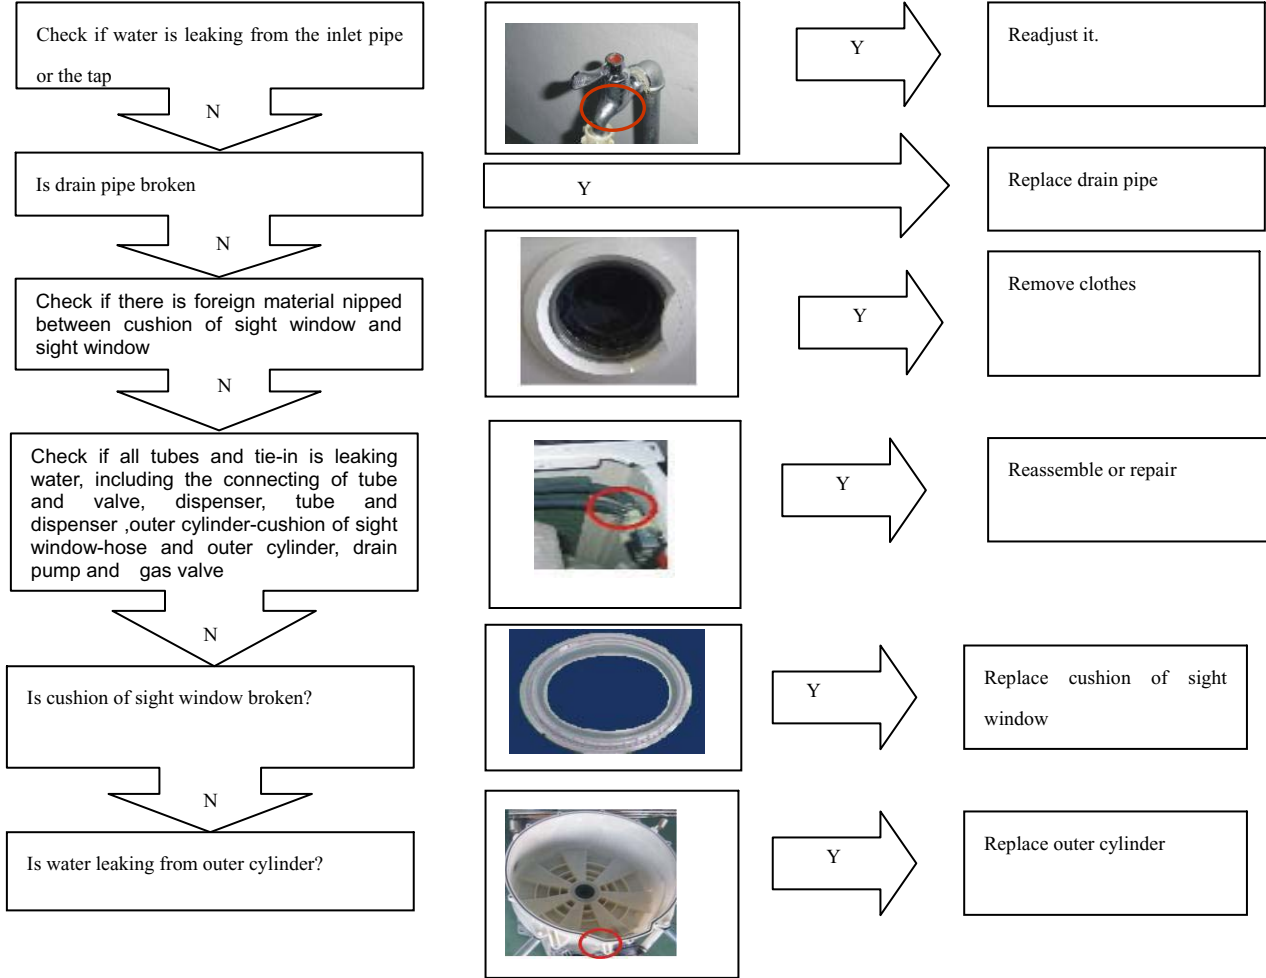 Check if water is leaking from the inlet pipe
or the tap
Y
Readjust it.
N
Is drain pipe broken
Y
Replace drain pipe
N
Check if there is foreign material nipped
between cushion of sight window and
sight window
Y
Remove clothes
N
Check if all tubes and tie-in is leaking
water, including the connecting of tube
and valve, dispenser, tube and
dispenser ,outer cylinder-cushion of sight
window-hose and outer cylinder, drain
pump and gas valve
Y
Reassemble or repair
N
Is cushion of sight window broken?
Y
Replace cushion of sight
window
N
Is water leaking from outer cylinder?
Y
Replace outer cylinder